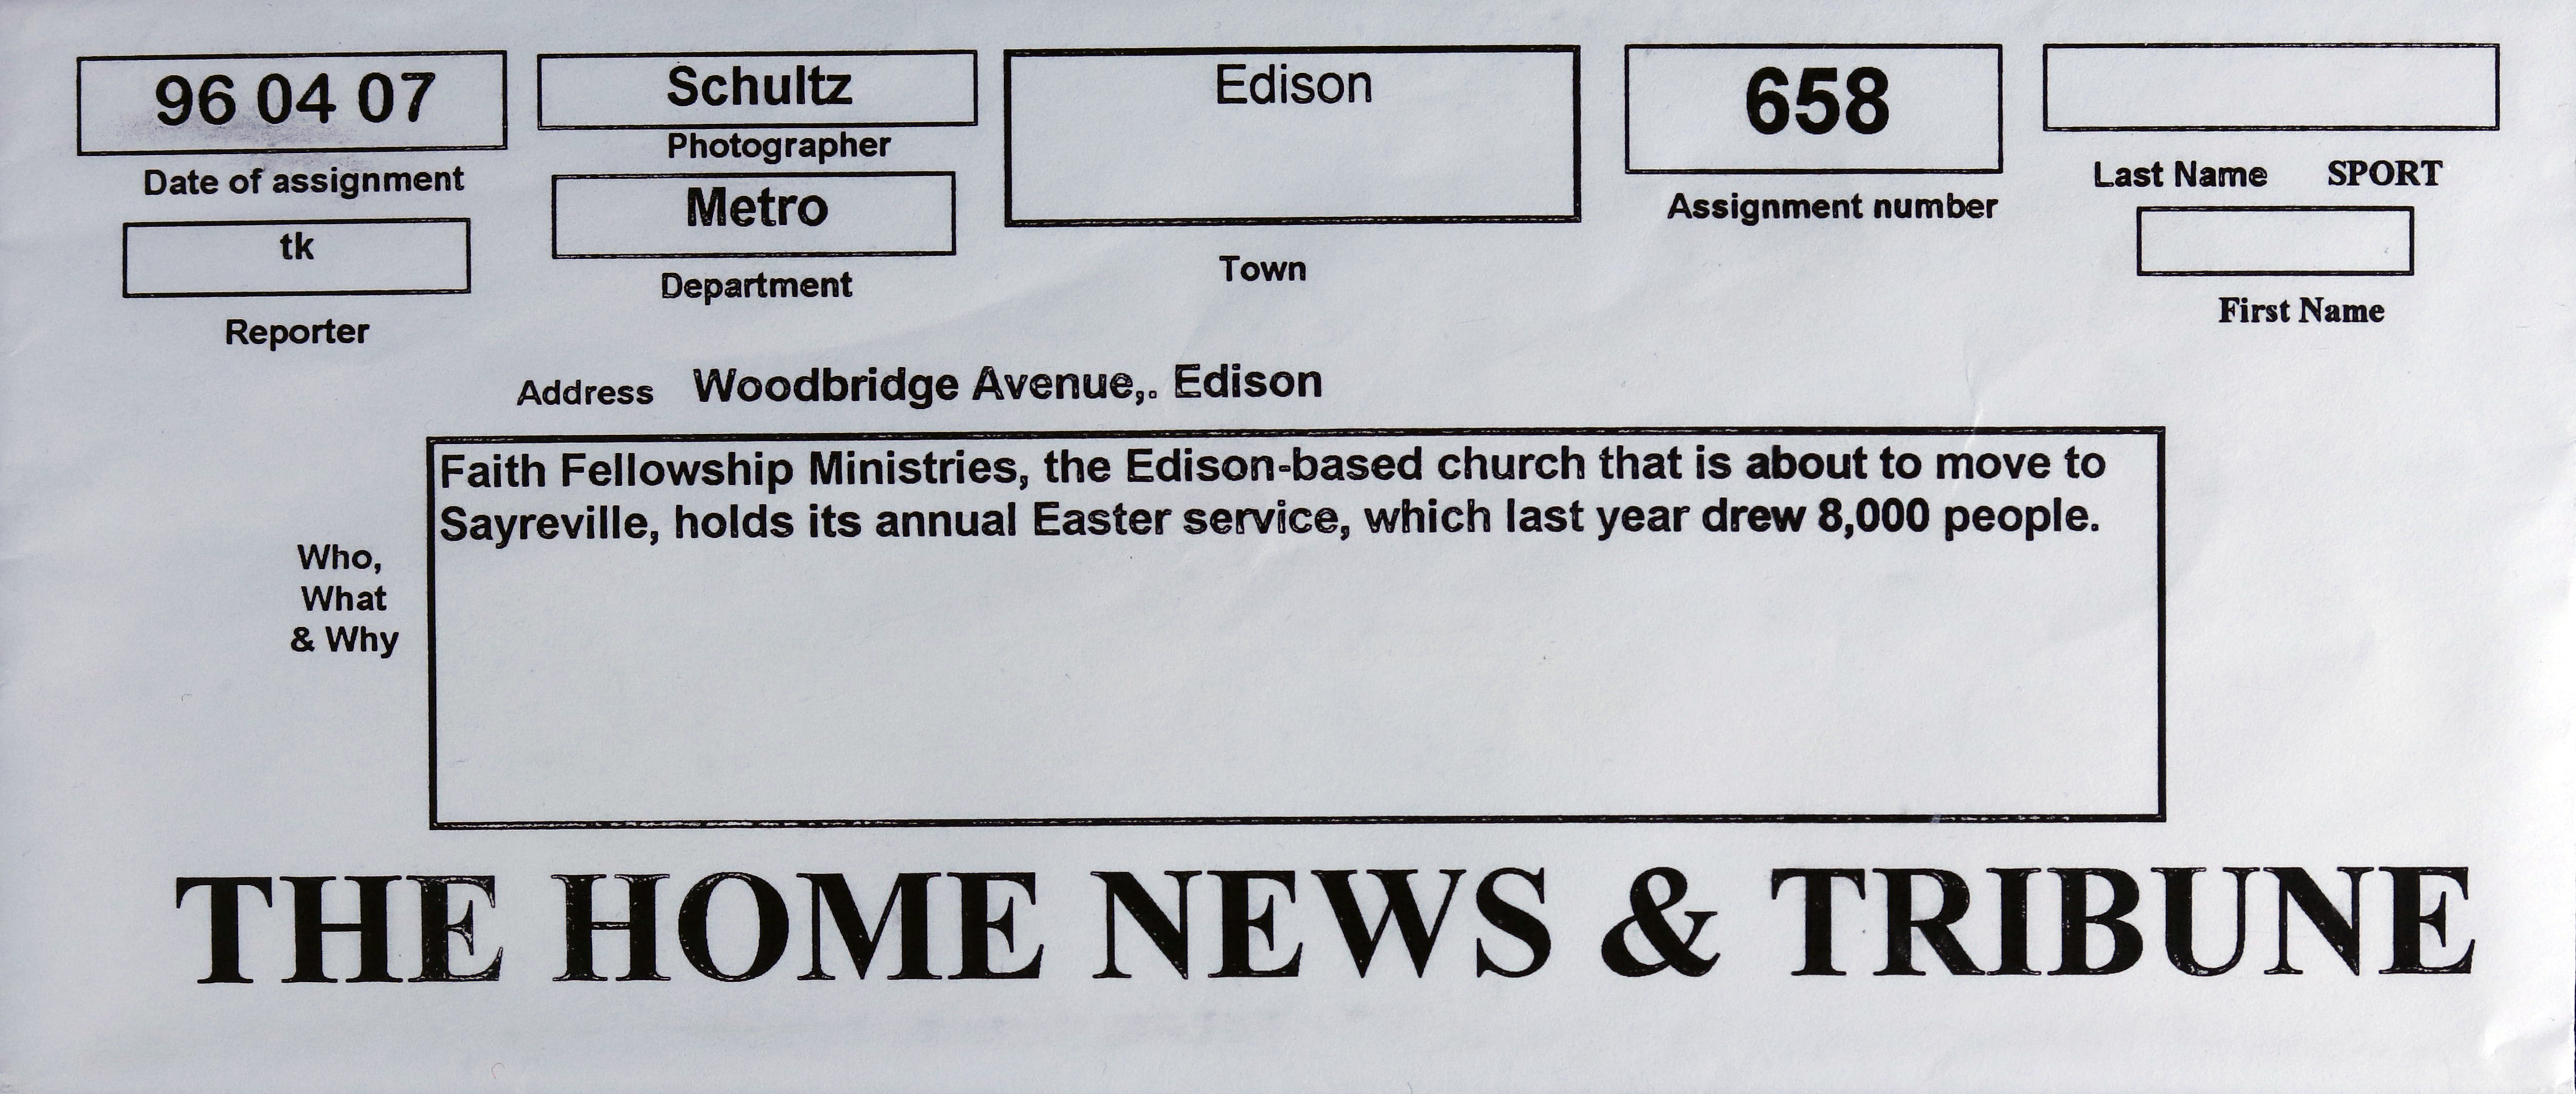 96 04 07
Date of assignment
tk
Reporter
Schultz
Photographer
Metro
Department
Edison
Town
658
Assignment number
Last Name SPORT
First Name
Address Woodbridge Avenue,. Edison
Who,
What
& Why
Faith Fellowship Ministries, the Edison-based church that is about to move to
Sayreville, holds its annual Easter service, which last year drew 8,000 people.
THE HOME NEWS & TRIBUNE